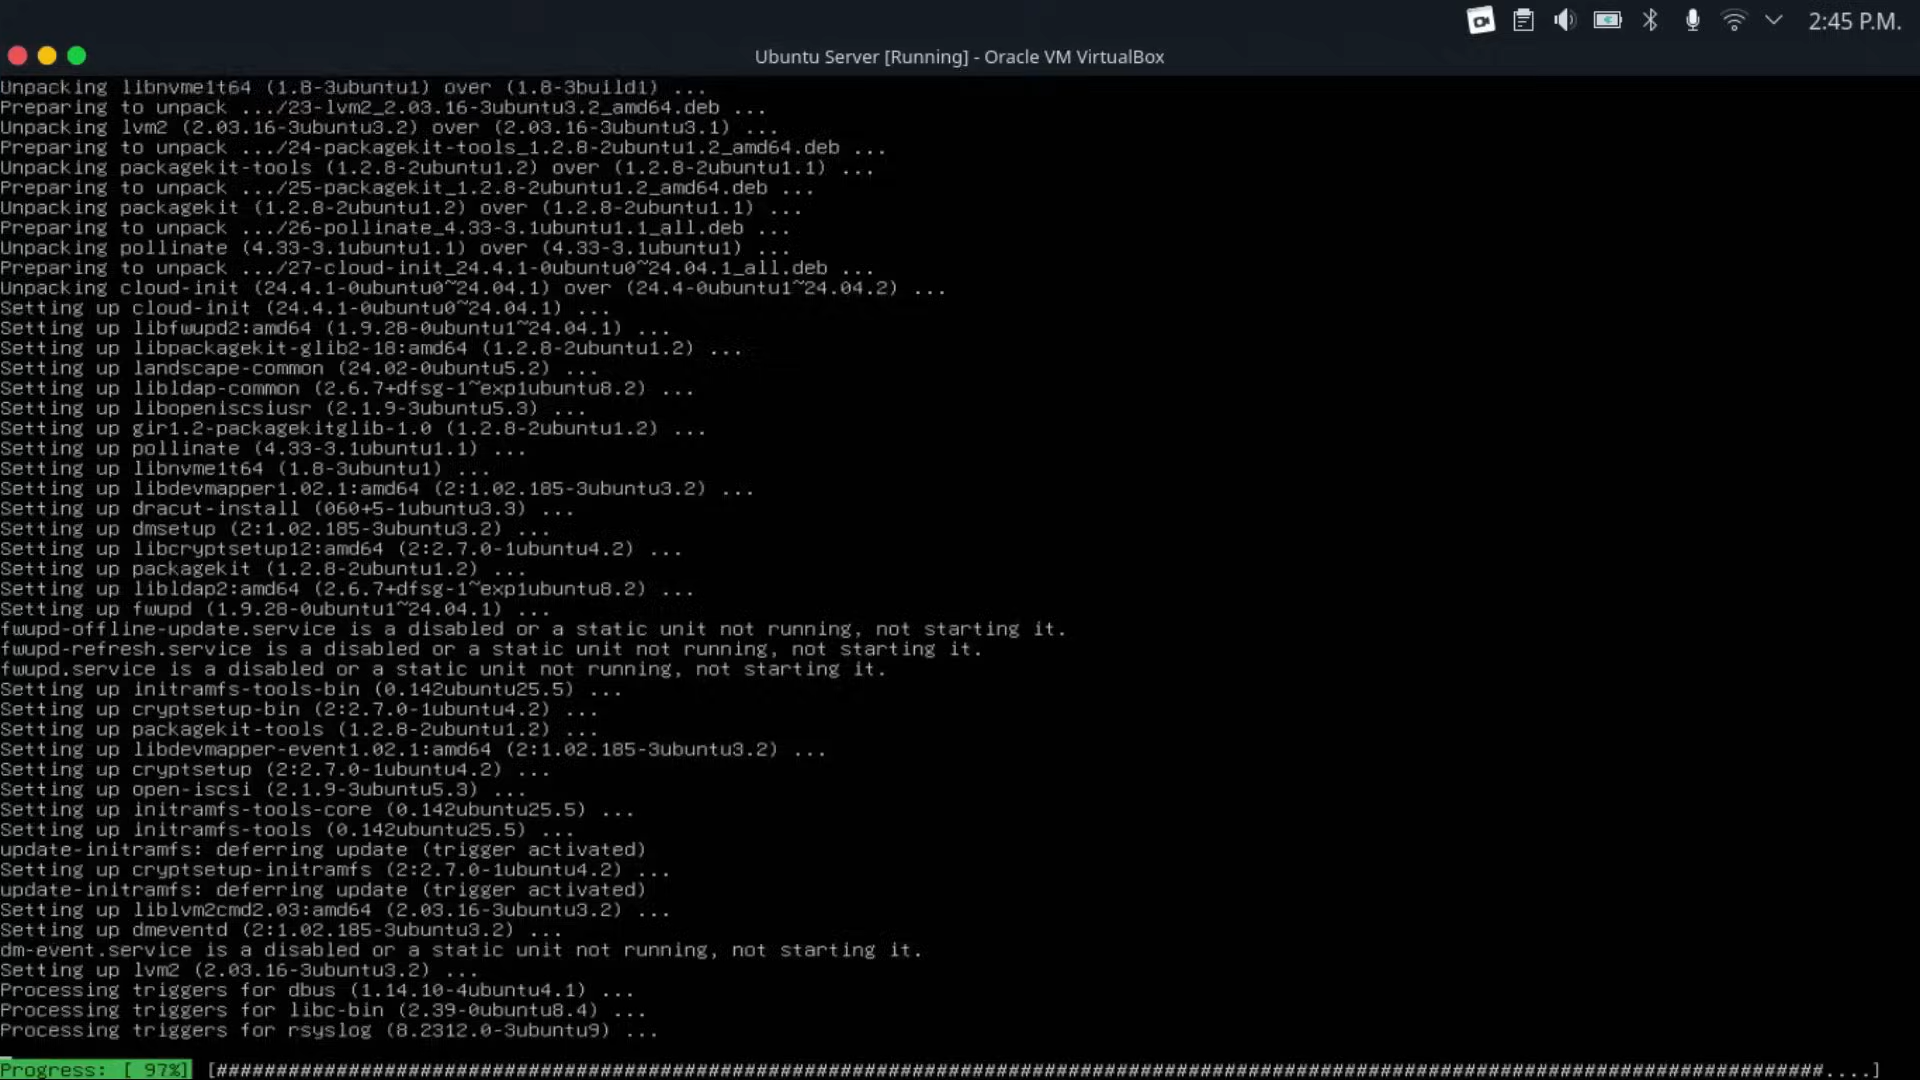 2:45 P.M.
Ubuntu Server [Running] - Oracle VM VirtualBox
Unpacking libnvme1t64 (1.8-3ubuntu1) over (1.8-3build1) ...
Preparing to unpack .../23-lvm2_2.03.16-3ubuntu3.2_amd64.deb ...
Unpacking lvm2 (2.03.16-3ubuntu3.2) over (2.03.16-3ubuntu3.1) ...
Preparing to unpack .../24-packagekit-tools_1.2.8-2ubuntu1.2_amd64.deb ...
Unpacking packagekit-tools (1.2.8-2ubuntu1.2) over (1.2.8-2ubuntu1.1) ...
Preparing to unpack .../25-packagekit_1.2.8-2ubuntu1.2_amd64.deb ...
Unpacking packagekit (1.2.8-2ubuntu1.2) over (1.2.8-2ubuntu1.1) ...
Preparing to unpack .../26-pollinate_4.33-3.1ubuntu1.1_all.deb ...
Unpacking pollinate (4.33-3.1ubuntu1.1) over (4.33-3.1ubuntu1) ...
Preparing to unpack .../27-cloud-init_24.4.1-0ubuntu0~24.04.1_all.deb ...
Unpacking cloud-init (24.4.1-0ubuntu0~24.04.1) over (24.4-0ubuntu1~24.04.2) ...
Setting up cloud-init (24.4.1-0ubuntu0~24.04.1) ...
Setting up libfwupd2:amd64 (1.9.28-0ubuntu1~24.04.1) ...
Setting up libpackagekit-glib2-18:amd64 (1.2.8-2ubuntu1.2) ...
Setting up landscape-common (24.02-0ubuntu5.2) ...
Setting up libldap-common (2.6.7+dfsg-1~exp1ubuntu8.2) ...
Setting up libopeniscsiusr (2.1.9-3ubuntu5.3) ...
Setting up gir1.2-packagekitglib-1.0 (1.2.8-2ubuntu1.2) ...
Setting up pollinate (4.33-3.1ubuntu1.1) ...
Setting up libnvme1t64 (1.8-3ubuntu1) ...
Setting up libdevmapper1.02.1:amd64 (2:1.02.185-3ubuntu3.2) ...
Setting up dracut-install (060+5-1ubuntu3.3) ...
Setting up dmsetup (2:1.02.185-3ubuntu3.2) ...
Setting up libcryptsetup12:amd64 (2:2.7.0-1ubuntu4.2) ...
Setting up packagekit (1.2.8-2ubuntu1.2) ...
Setting up libldap2:amd64 (2.6.7+dfsg-1~exp1ubuntu8.2) ...
Setting up fwupd (1.9.28-0ubuntu1~24.04.1) ...
fwupd-offline-update.service is a disabled or a static unit not running, not starting it.
fwupd-refresh.service is a disabled or a static unit not running, not starting it.
fwupd.service is a disabled or a static unit not running, not starting it.
Setting up initramfs-tools-bin (0.142ubuntu25.5) ...
Setting up cryptsetup-bin (2:2.7.0-1ubuntu4.2) ...
Setting up packagekit-tools (1.2.8-2ubuntu1.2) ...
Setting up libdevmapper-event1.02.1:amd64 (2:1.02.185-3ubuntu3.2) ...
Setting up cryptsetup (2:2.7.0-1ubuntu4.2) ...
Setting up open-iscsi (2.1.9-3ubuntu5.3) ...
Setting up initramfs-tools-core (0.142ubuntu25.5) ...
Setting up initramfs-tools (0.142ubuntu25.5) ...
update-initramfs: deferring update (trigger activated)
Setting up cryptsetup-initramfs (2:2.7.0-1ubuntu4.2) ...
update-initramfs: deferring update (trigger activated)
Setting up liblvm2cmd2.03:amd64 (2.03.16-3ubuntu3.2) ...
Setting up dmeventd (2:1.02.185-3ubuntu3.2) ...
dm-event.service is a disabled or a static unit not running, not starting it.
Setting up lvm2 (2.03.16-3ubuntu3.2) ...
Processing triggers for dbus (1.14.10-4ubuntu4.1) ...
Processing triggers for libc-bin (2.39-0ubuntu8.4) ...
Processing triggers for rsyslog (8.2312.0-3ubuntu9) ...
Progress: [ 97%] [######################################################################################################################################....]